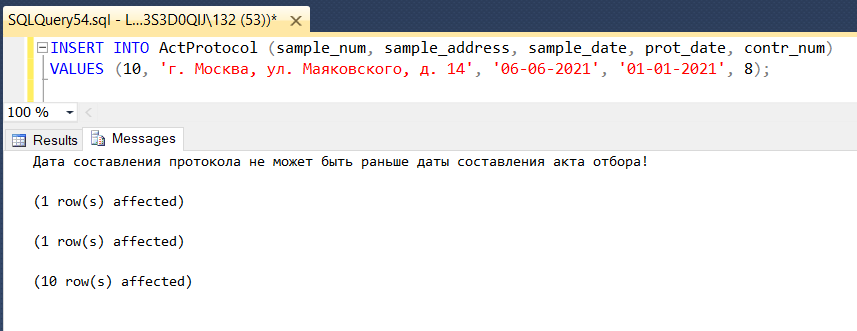 SQLQuery54.sql - L...3S3D0QIJ\132 (53))*
INSERT INTO ActProtocol (sample_num, sample_address, sample_date, prot_date, contr_num)
VALUES (10, 'г. Москва, ул. Маяковского, д. 14', '06-06-2021', '01-01-2021', 8);
100 %
Results Messages
Дата составления протокола не может быть раньше даты составления акта отбора!
(1 row(s) affected)
(1 row(s) affected)
(10 row(s) affected)